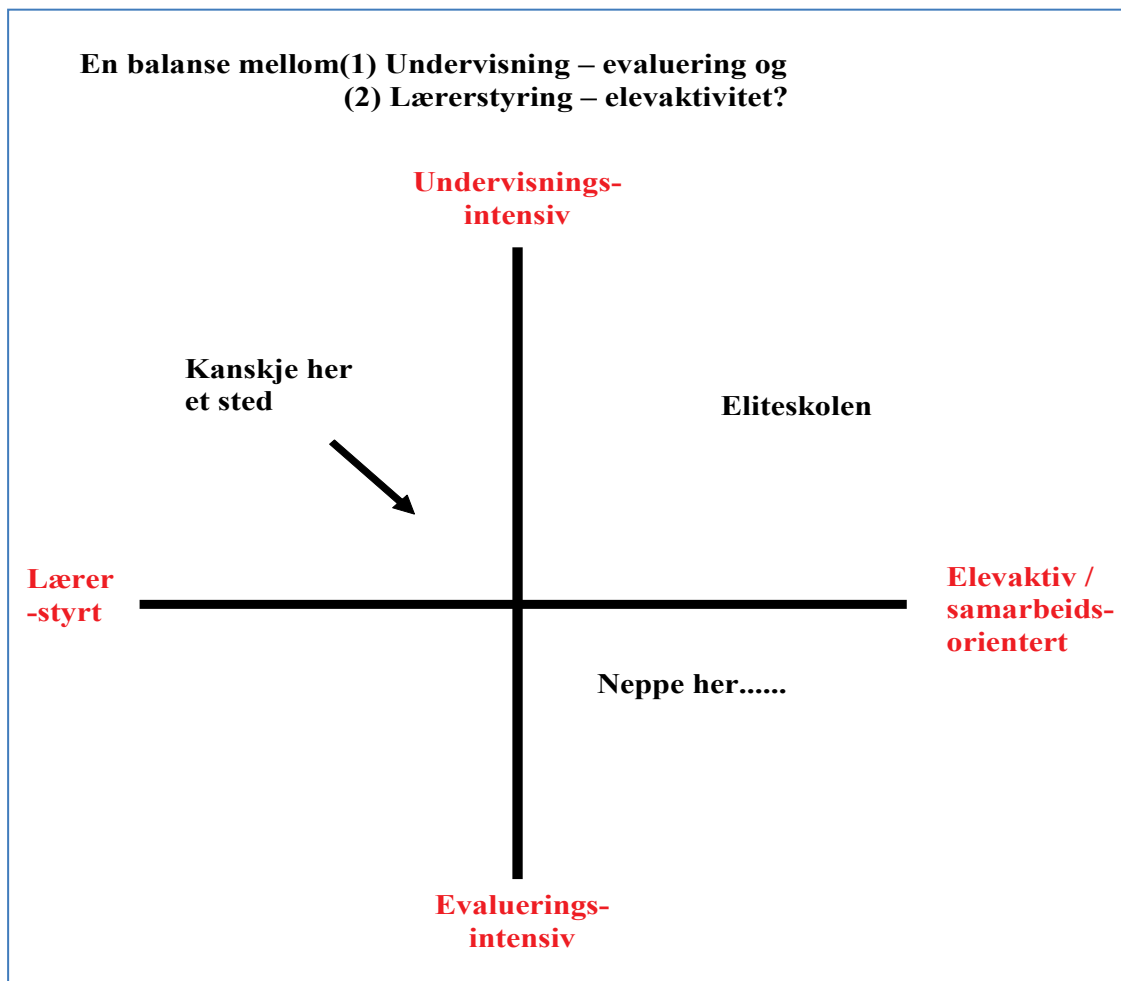 En balanse mellom(1) Undervisning – evaluering og
(2) Lærerstyring – elevaktivitet?
Undervisnings-
intensiv
Kanskje her
et sted
Eliteskolen
Lærer
-styrt
Elevaktiv /
samarbeids-
orientert
Neppe her......
Evaluerings-
intensiv